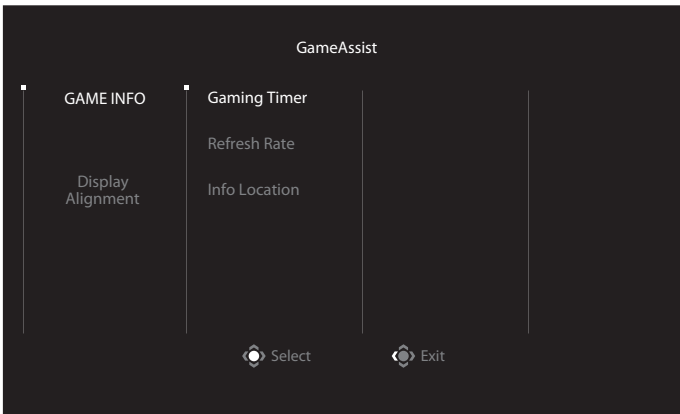 GameAssist
GAME INFO
Gaming Timer
Refresh Rate
Display
Alignment
Info Location
Select
Exit